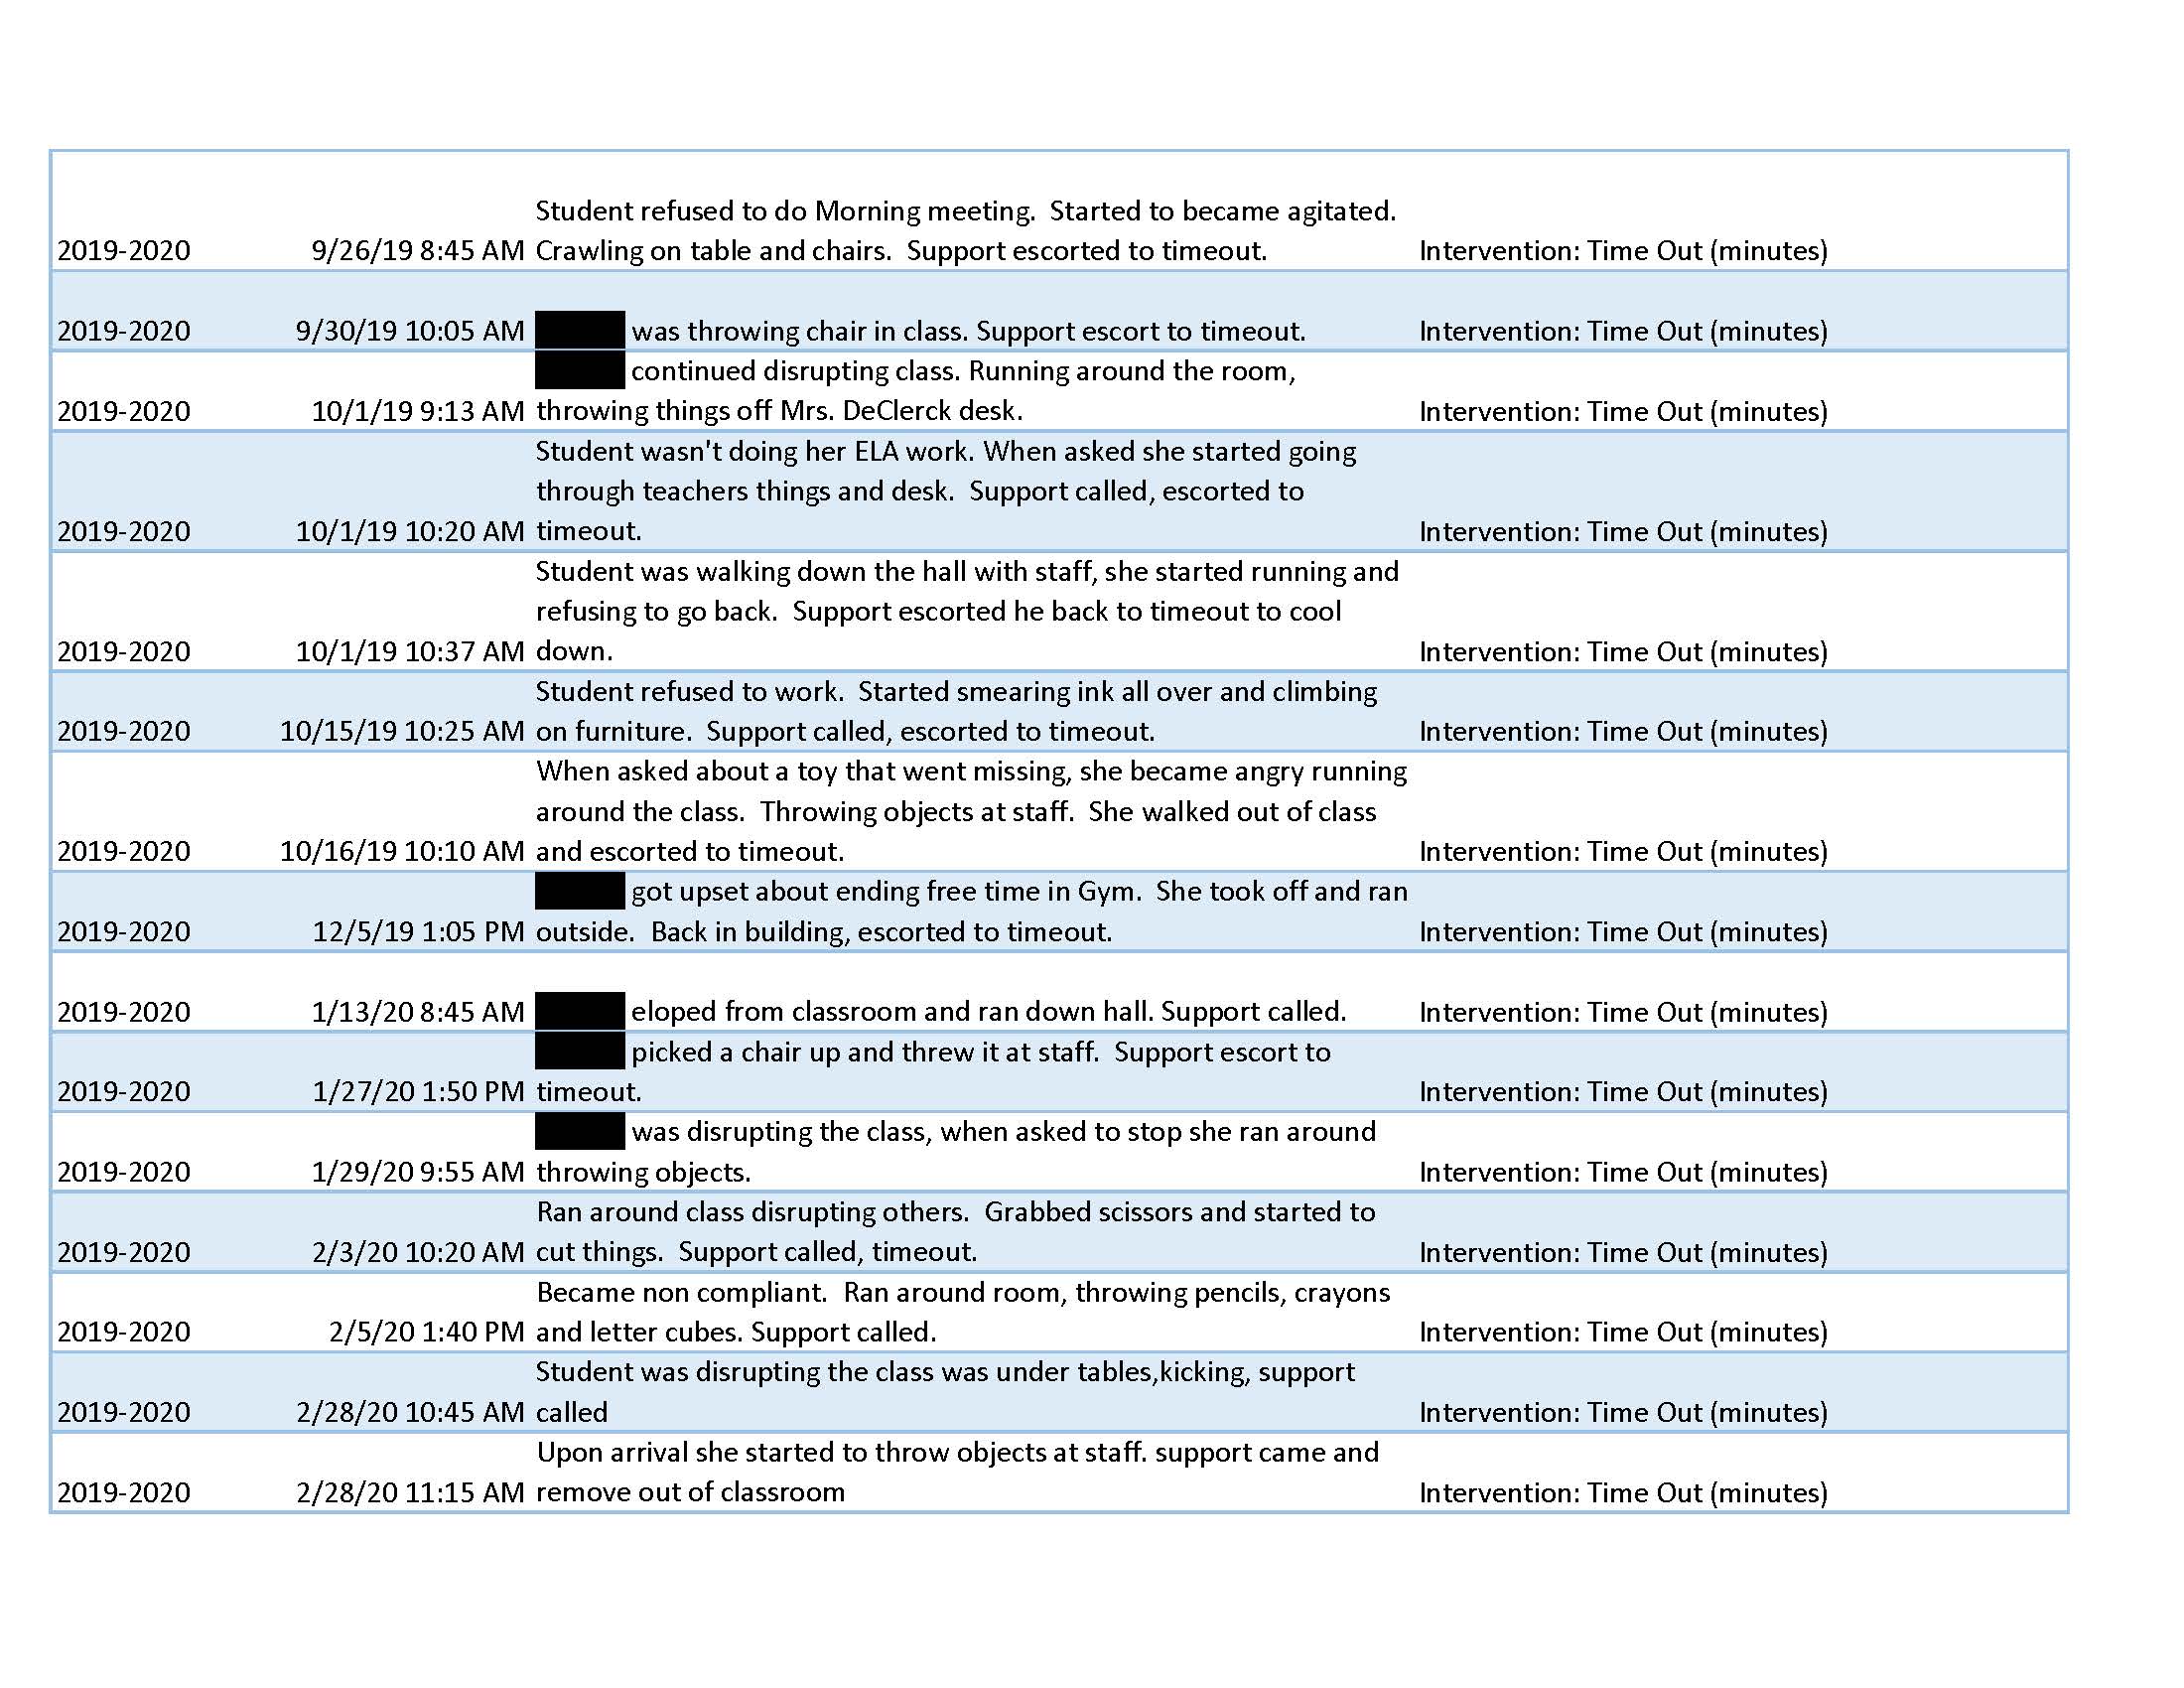 Student refused to do Morning meeting.  Started to became agitated.
2019-2020 9/26/19 8:45 AM Crawling on table and chairs.  Support escorted to timeout. Intervention: Time Out (minutes)
2019-2020 9/30/19 10:05 AM was throwing chair in class. Support escort to timeout. Intervention: Time Out (minutes)
continued disrupting class. Running around the room,
2019-2020 10/1/19 9:13 AM throwing things off Mrs. DeClerck desk. Intervention: Time Out (minutes)
Student wasn't doing her ELA work. When asked she started going
through teachers things and desk.  Support called, escorted to
2019-2020 10/1/19 10:20 AM timeout. Intervention: Time Out (minutes)
Student was walking down the hall with staff, she started running and
refusing to go back.  Support escorted he back to timeout to cool
2019-2020 10/1/19 10:37 AM down. Intervention: Time Out (minutes)
Student refused to work.  Started smearing ink all over and climbing
2019-2020 10/15/19 10:25 AM on furniture.  Support called, escorted to timeout. Intervention: Time Out (minutes)
When asked about a toy that went missing, she became angry running
around the class.  Throwing objects at staff.  She walked out of class
2019-2020 10/16/19 10:10 AM and escorted to timeout. Intervention: Time Out (minutes)
got upset about ending free time in Gym.  She took off and ran
2019-2020 12/5/19 1:05 PM outside.  Back in building, escorted to timeout. Intervention: Time Out (minutes)
2019-2020 1/13/20 8:45 AM eloped from classroom and ran down hall. Support called. Intervention: Time Out (minutes)
picked a chair up and threw it at staff.  Support escort to
2019-2020 1/27/20 1:50 PM timeout. Intervention: Time Out (minutes)
was disrupting the class, when asked to stop she ran around
2019-2020 1/29/20 9:55 AM throwing objects. Intervention: Time Out (minutes)
Ran around class disrupting others.  Grabbed scissors and started to
2019-2020 2/3/20 10:20 AM cut things.  Support called, timeout. Intervention: Time Out (minutes)
Became non compliant.  Ran around room, throwing pencils, crayons
2019-2020 2/5/20 1:40 PM and letter cubes. Support called. Intervention: Time Out (minutes)
Student was disrupting the class was under tables,kicking, support
2019-2020 2/28/20 10:45 AM called Intervention: Time Out (minutes)
Upon arrival she started to throw objects at staff. support came and
2019-2020 2/28/20 11:15 AM remove out of classroom Intervention: Time Out (minutes)